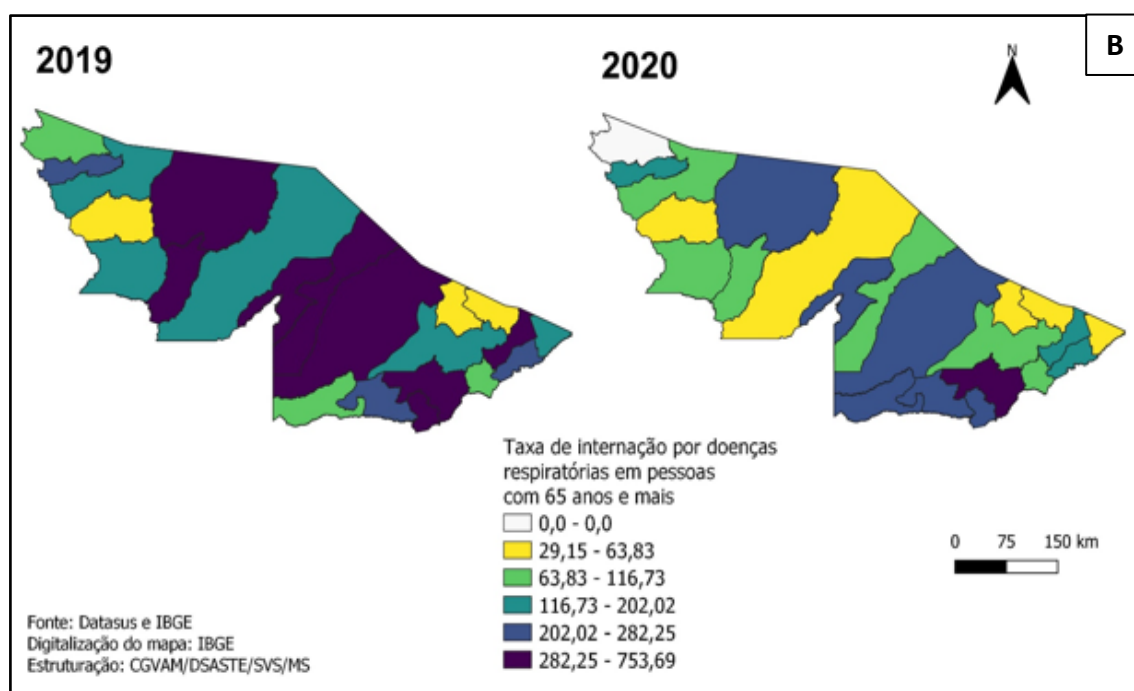 B
2019
2020
N
Taxa de internação por doenças
respiratórias em pessoas
com 65 anos e mais
0,0 - 0,0
29,15 - 63,83
63,83 - 116,73
116,73 - 202,02
202,02 - 282,25
282,25 - 753,69
0 75 150 km
Fonte: Datasus e IBGE
Digitalização do mapa: IBGE
Estruturação: CGVAM/DSASTE/SVS/MS